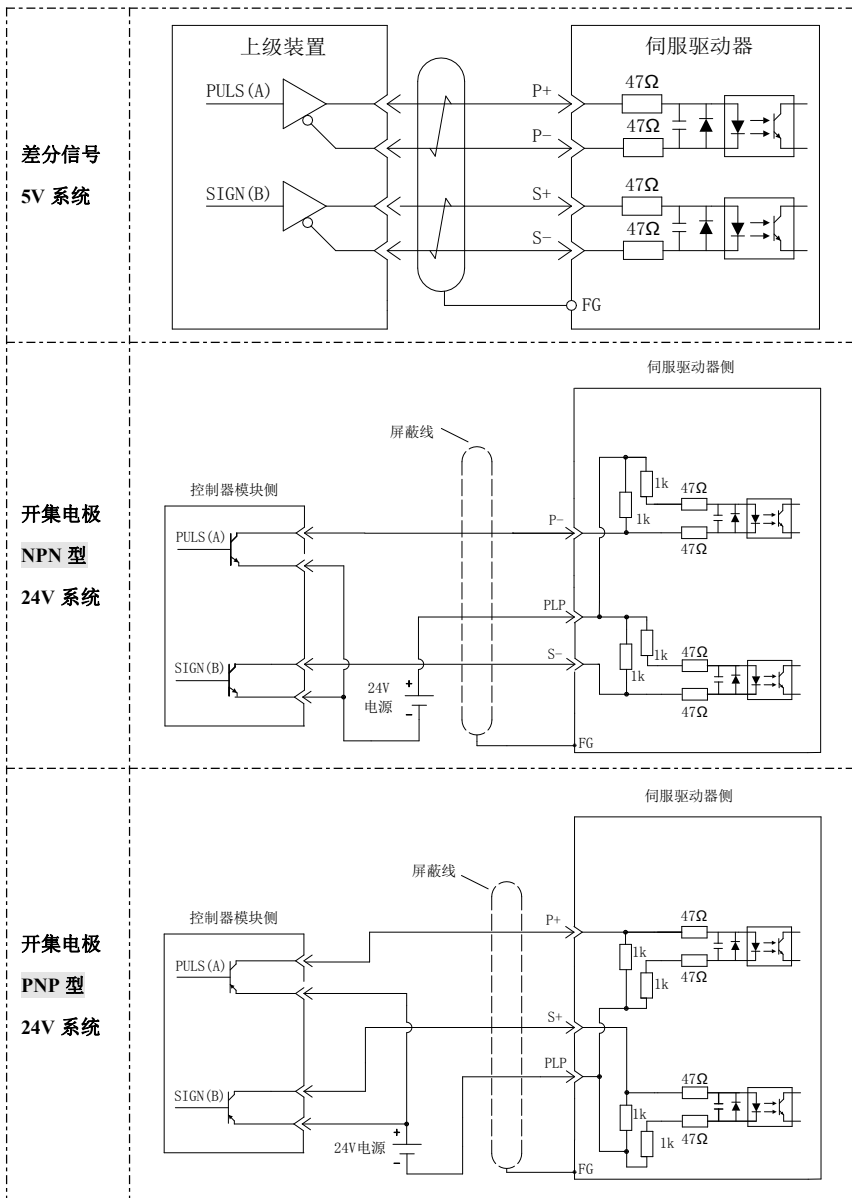 差分信号
5V 系统
上级装置
伺服驱动器
PULS(A)
P+
47Ω
P-
47Ω
SIGN(B)
S+
47Ω
S-
47Ω
FG
开集电极
NPN 型
24V 系统
伺服驱动器侧
屏蔽线
控制器模块侧
PULS(A)
P-
1k
1k
47Ω
47Ω
PLP
SIGN(B)
S-
1k
1k
47Ω
47Ω
24V
电源
+
-
FG
开集电极
PNP 型
24V 系统
伺服驱动器侧
屏蔽线
控制器模块侧
PULS(A)
P+
47Ω
1k
1k
47Ω
S+
PLP
SIGN(B)
47Ω
1k
1k
47Ω
24V电源
+
-
FG